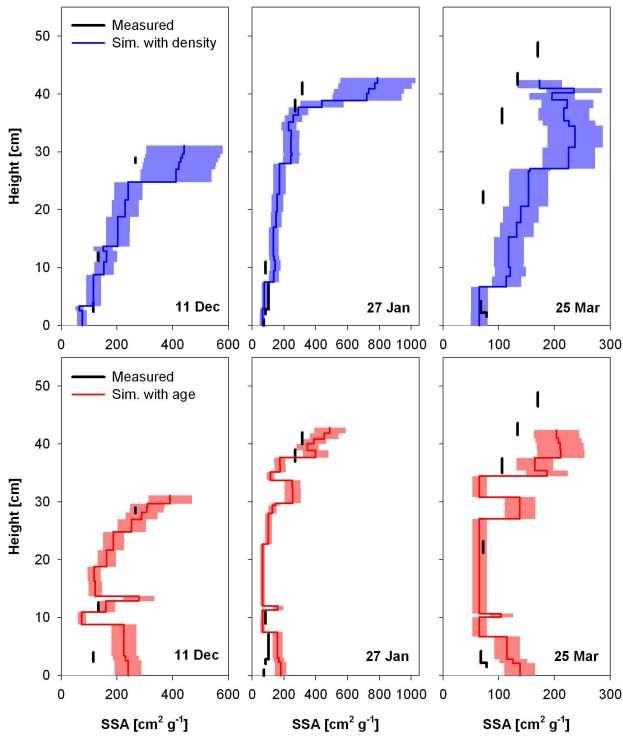 Measured
Sim. with density
Height [cm]
50
40
30
20
10
0
11 Dec
27 Jan
25 Mar
0 200 400 600
0 200 400 600 800 1000
0 100 200 300
Measured
Sim. with age
Height [cm]
50
40
30
20
10
0
11 Dec
27 Jan
25 Mar
0 200 400 600
0 200 400 600 800 1000
0 100 200 300
SSA [cm² g⁻¹]
SSA [cm² g⁻¹]
SSA [cm² g⁻¹]